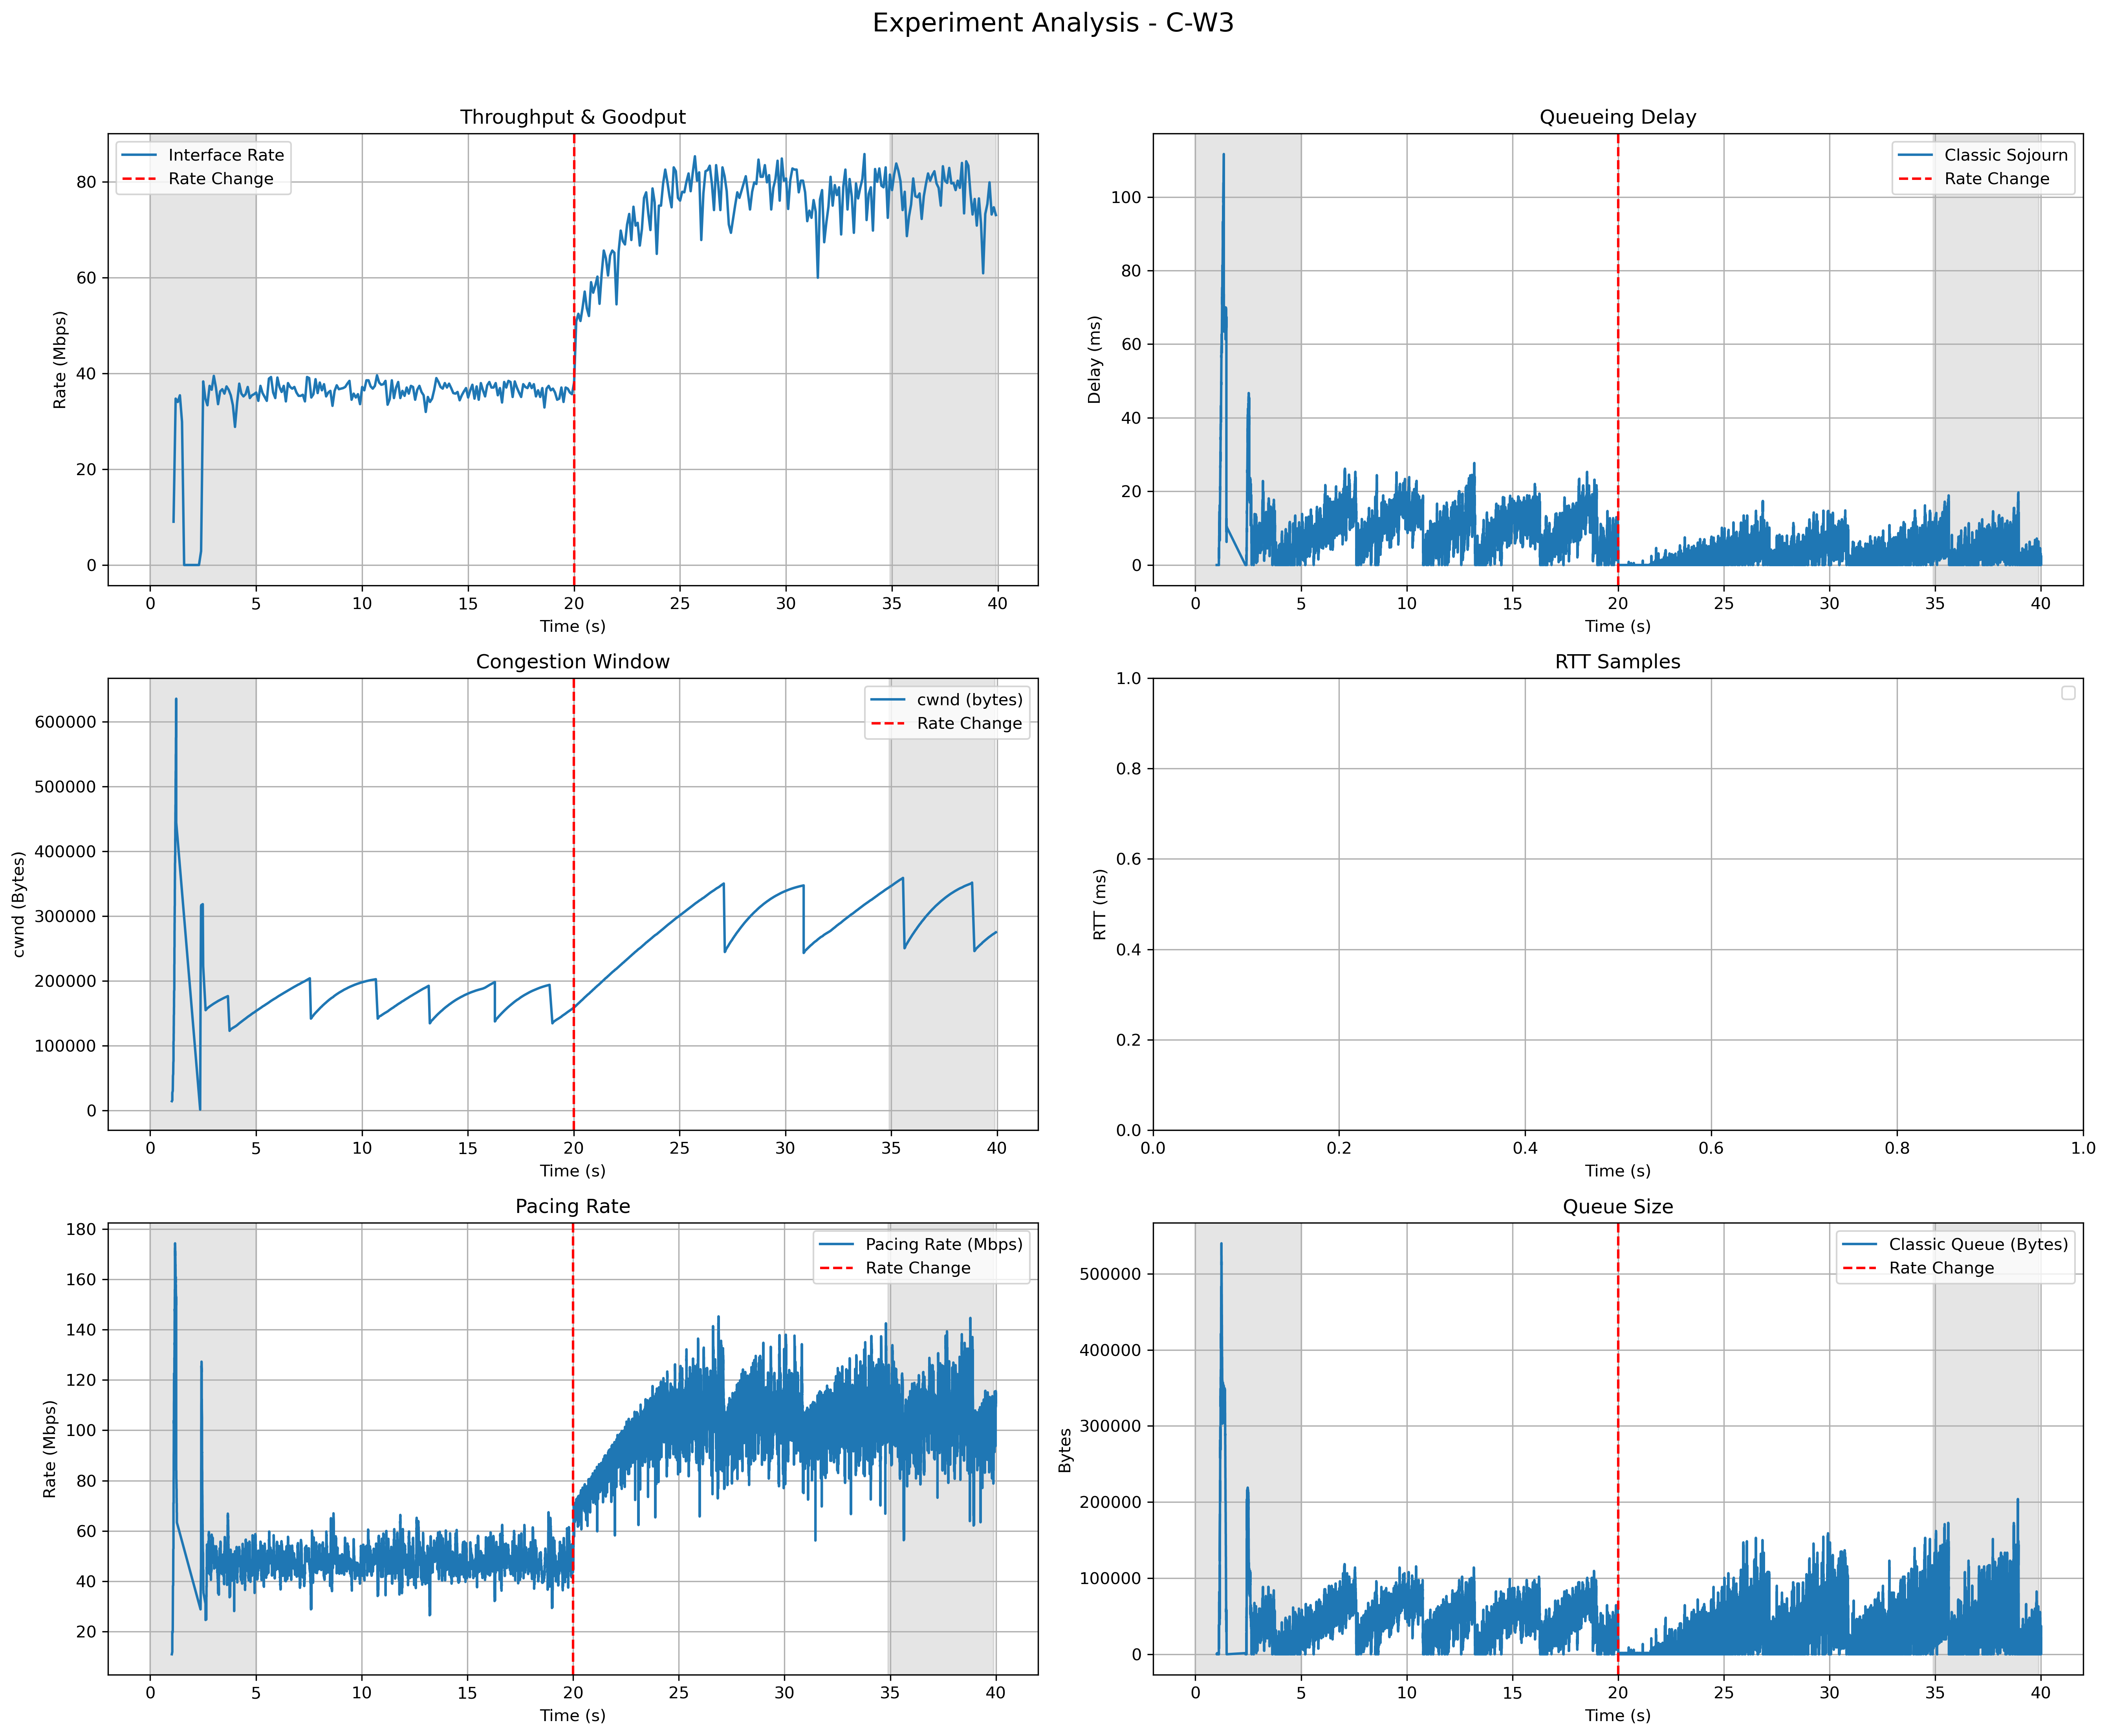 Experiment Analysis - C-W3
Throughput & Goodput
Rate (Mbps)
80
60
40
20
0
Interface Rate
Rate Change
0 5 10 15 20 25 30 35 40
Time (s)
Queueing Delay
Delay (ms)
100
80
60
40
20
0
Classic Sojourn
Rate Change
0 5 10 15 20 25 30 35 40
Time (s)
Congestion Window
cwnd (Bytes)
600000
500000
400000
300000
200000
100000
0
cwnd (bytes)
Rate Change
0 5 10 15 20 25 30 35 40
Time (s)
RTT Samples
RTT (ms)
1.0
0.8
0.6
0.4
0.2
0.0
0.0 0.2 0.4 0.6 0.8 1.0
Time (s)
Pacing Rate
Rate (Mbps)
180
160
140
120
100
80
60
40
20
Pacing Rate (Mbps)
Rate Change
0 5 10 15 20 25 30 35 40
Time (s)
Queue Size
Bytes
500000
400000
300000
200000
100000
0
Classic Queue (Bytes)
Rate Change
0 5 10 15 20 25 30 35 40
Time (s)